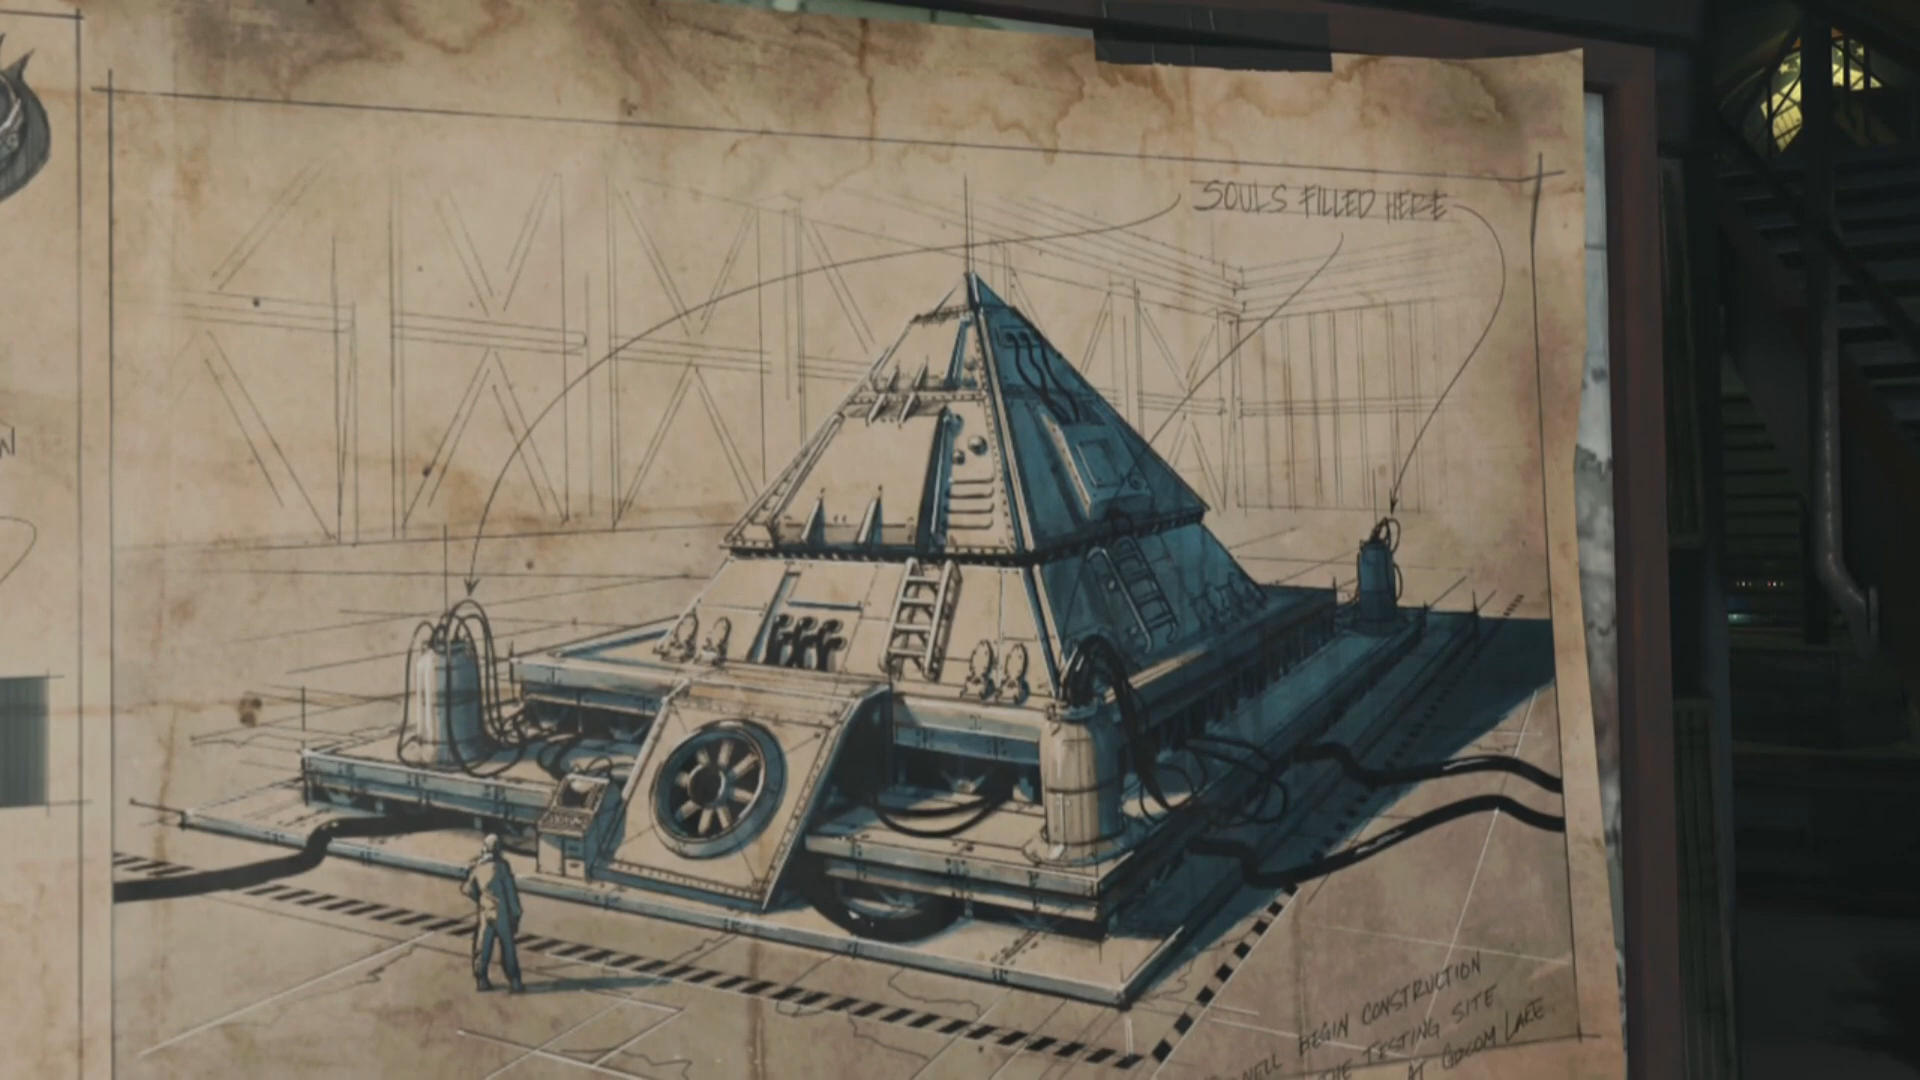 SOULS FILLED HERE
N
BEGIN CONSTRUCTION
TESTING SITE
AT GROOM LAKE